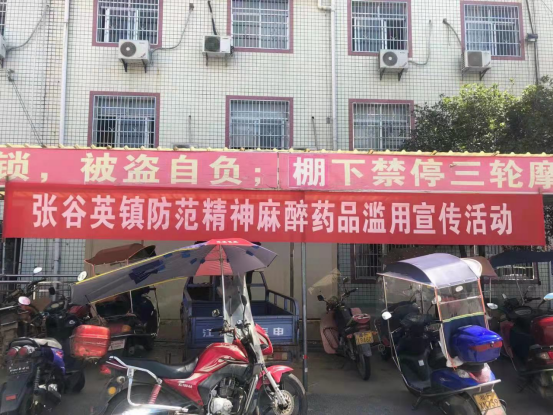 锁，被盗自负；棚下禁停三轮摩
张谷英镇防范精神麻醉药品滥用宣传活动
江